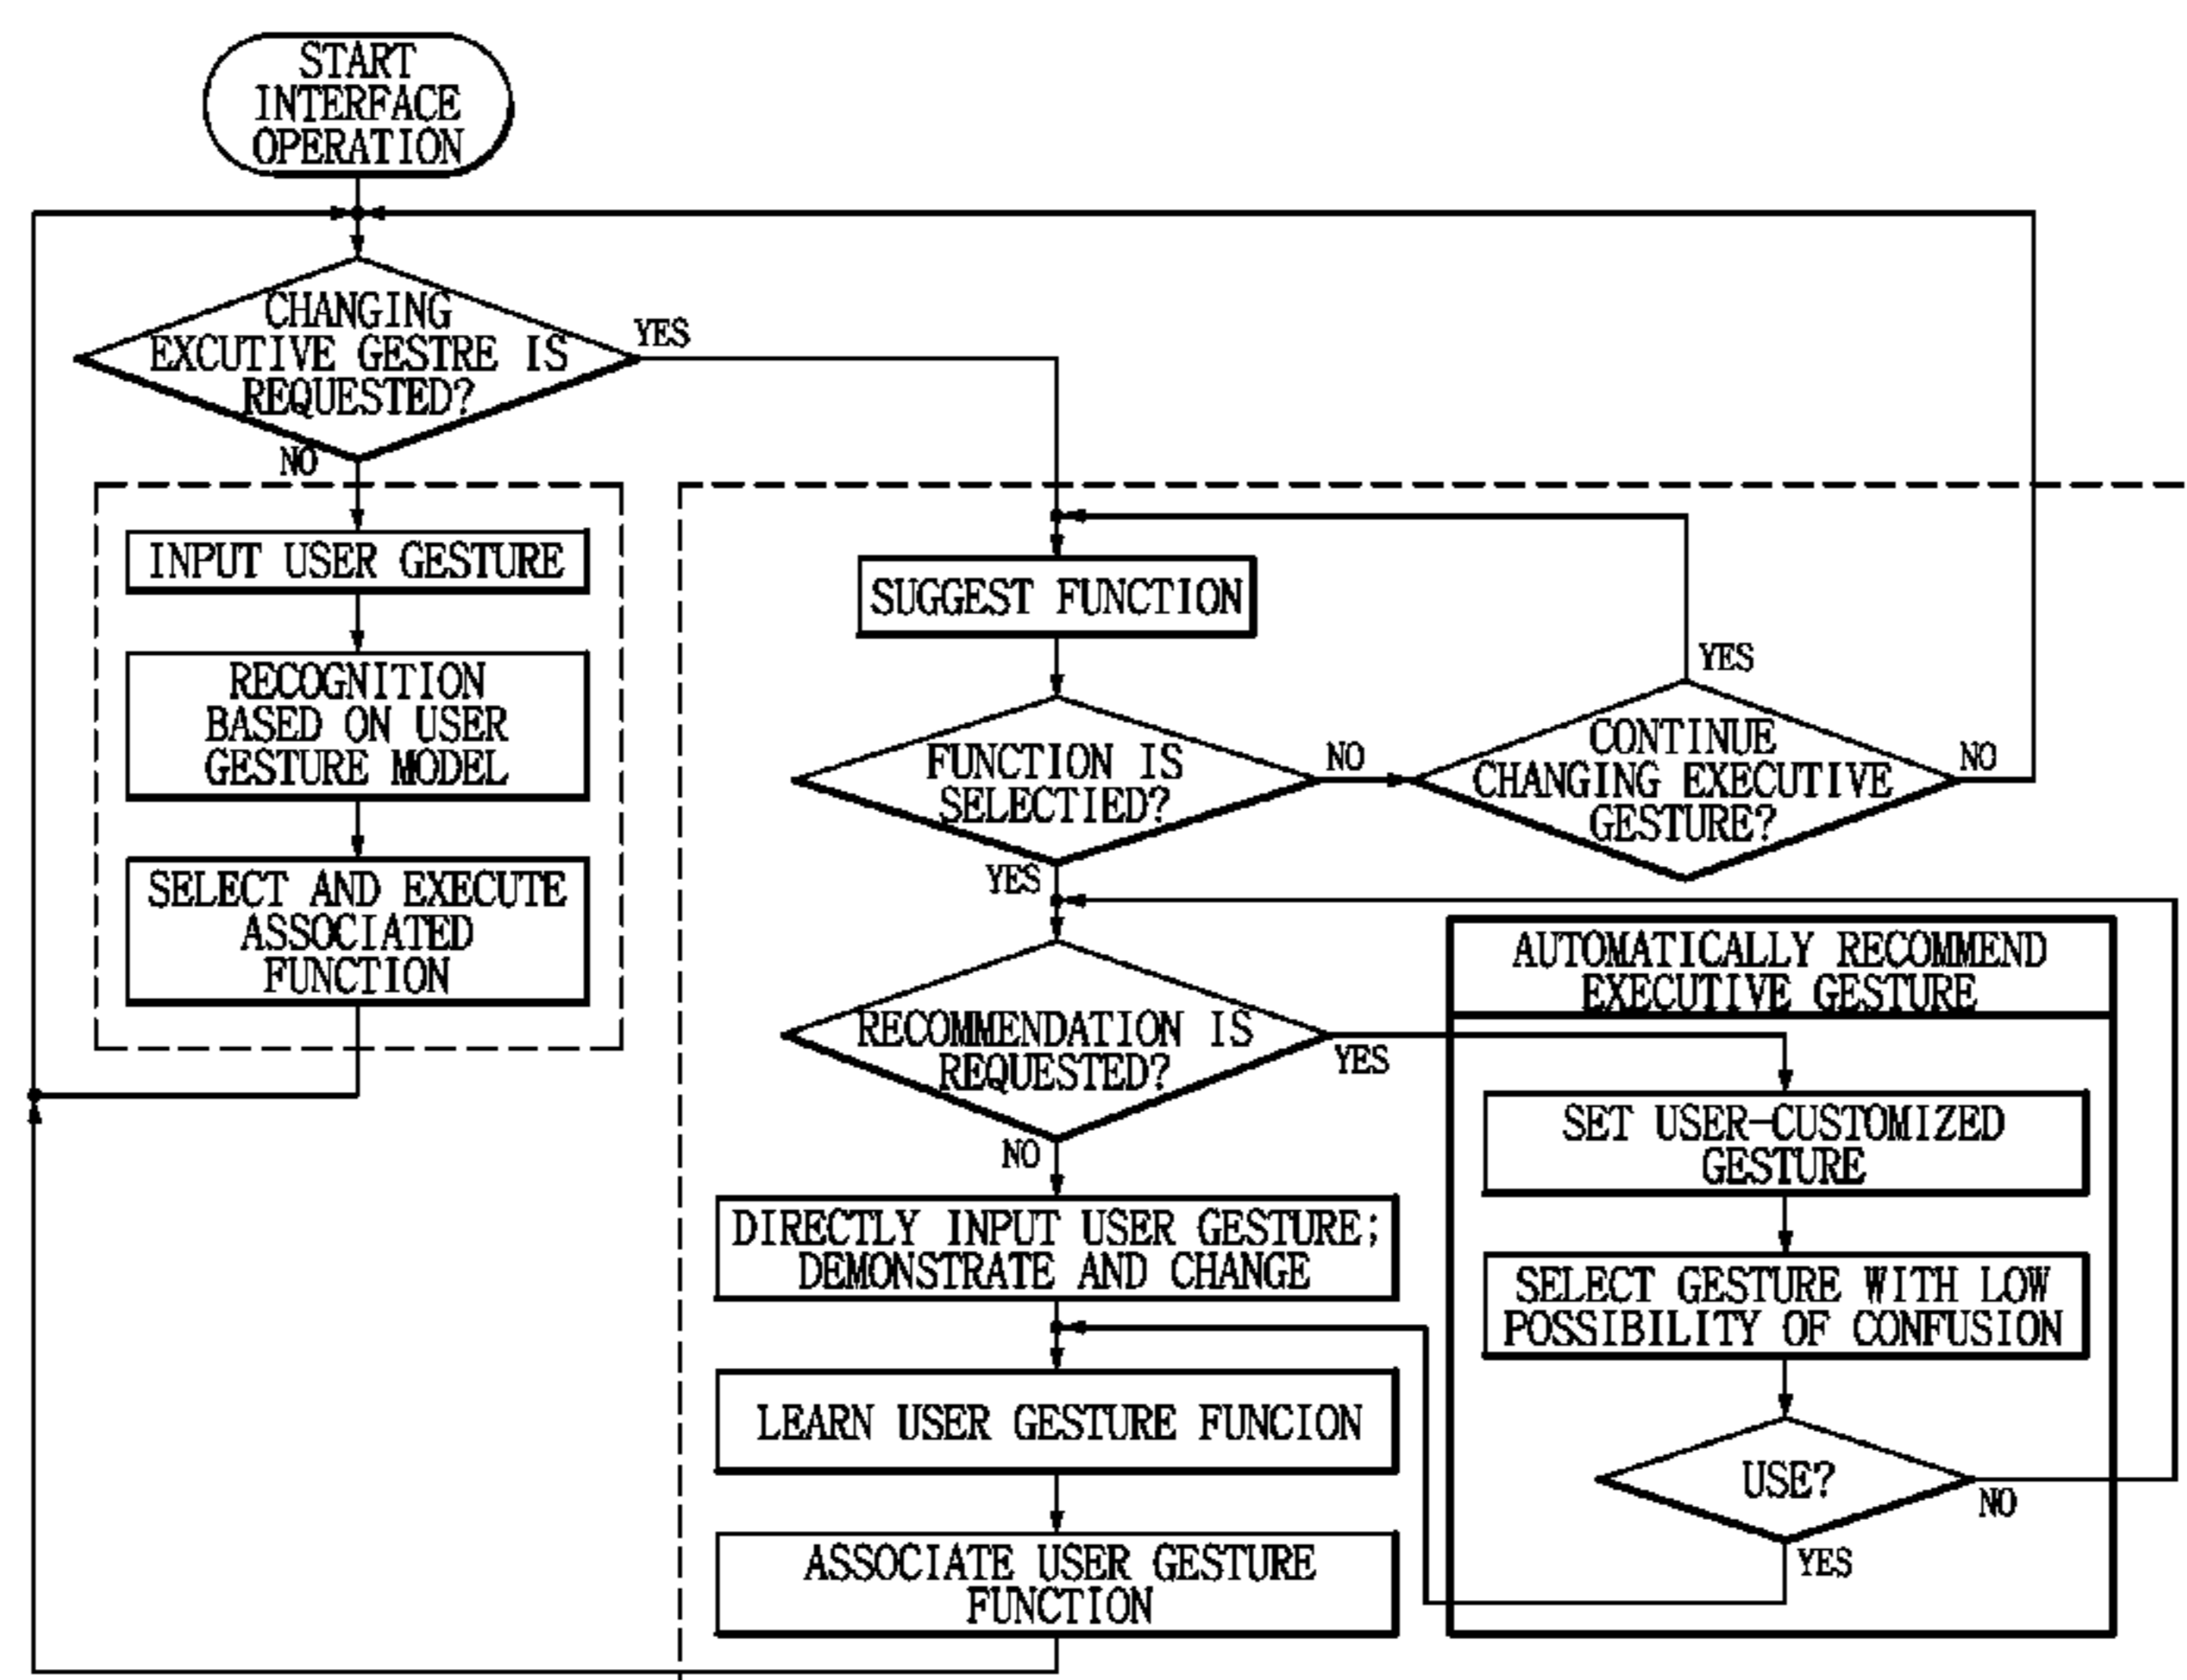 START
INTERFACE
OPERATION
CHANGING
EXCUTIVE GESTRE IS
REQUESTED?
YES
NO
INPUT USER GESTURE
RECOGNITION
BASED ON USER
GESTURE MODEL
SELECT AND EXECUTE
ASSOCIATED
FUNCTION
SUGGEST FUNCTION
FUNCTION IS
SELECTIED?
NO
YES
CONTINUE
CHANGING EXECUTIVE
GESTURE?
YES
NO
RECOMMENDATION IS
REQUESTED?
YES
NO
AUTOMATICALLY RECOMMEND
EXECUTIVE GESTURE
SET USER-CUSTOMIZED
GESTURE
SELECT GESTURE WITH LOW
POSSIBILITY OF CONFUSION
USE?
NO
YES
DIRECTLY INPUT USER GESTURE;
DEMONSTRATE AND CHANGE
LEARN USER GESTURE FUNCION
ASSOCIATE USER GESTURE
FUNCTION